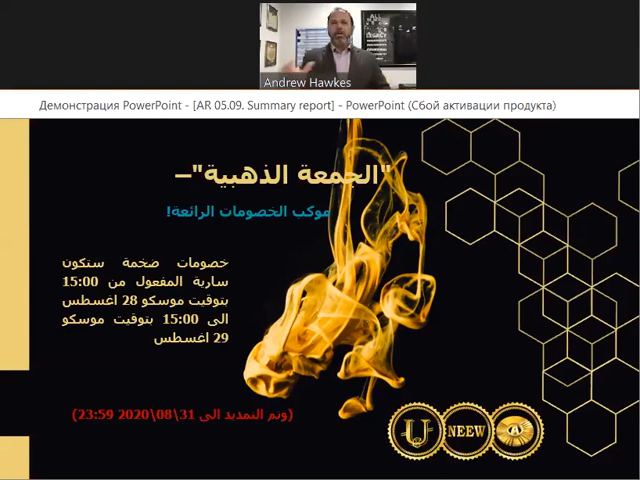 Andrew Hawkes
Демонстрация PowerPoint - [AR 05.09. Summary report] - PowerPoint (Сбой активации продукта)
"الجمعة الذهبية"–
موكب الخصومات الرائعة!
خصومات ضخمة ستكون
سارية المفعول من 15:00
بتوقيت موسكو 28 اغسطس
الى 15:00 بتوقيت موسكو
29 اغسطس
(وتم التمديد الى 31\08\2020 23:59)
NEEW